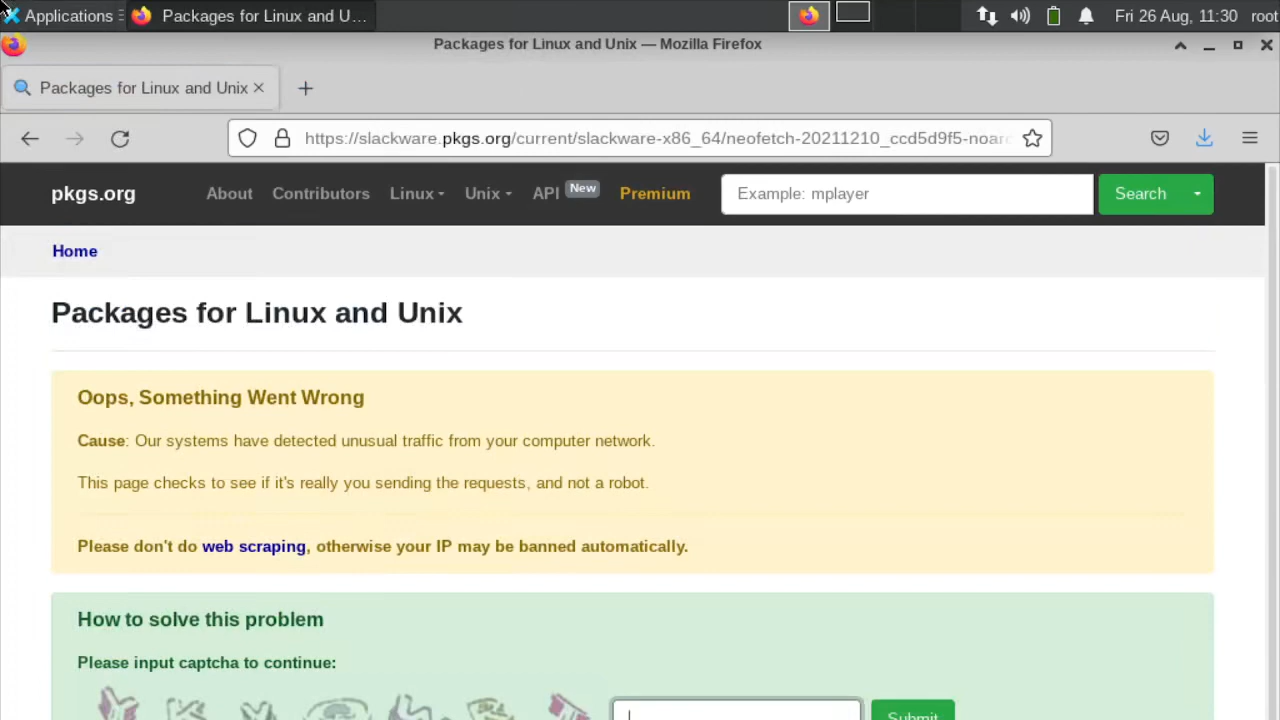 Applications
Packages for Linux and U…
Fri 26 Aug, 11:30
root
Packages for Linux and Unix — Mozilla Firefox
Packages for Linux and Unix
https://slackware.pkgs.org/current/slackware-x86_64/neofetch-20211210_ccd5d9f5-noarc
pkgs.org
About
Contributors
Linux
Unix
API
New
Premium
Example: mplayer
Search
Home
Packages for Linux and Unix
Oops, Something Went Wrong
Cause: Our systems have detected unusual traffic from your computer network.
This page checks to see if it's really you sending the requests, and not a robot.
Please don't do web scraping, otherwise your IP may be banned automatically.
How to solve this problem
Please input captcha to continue:
Submit